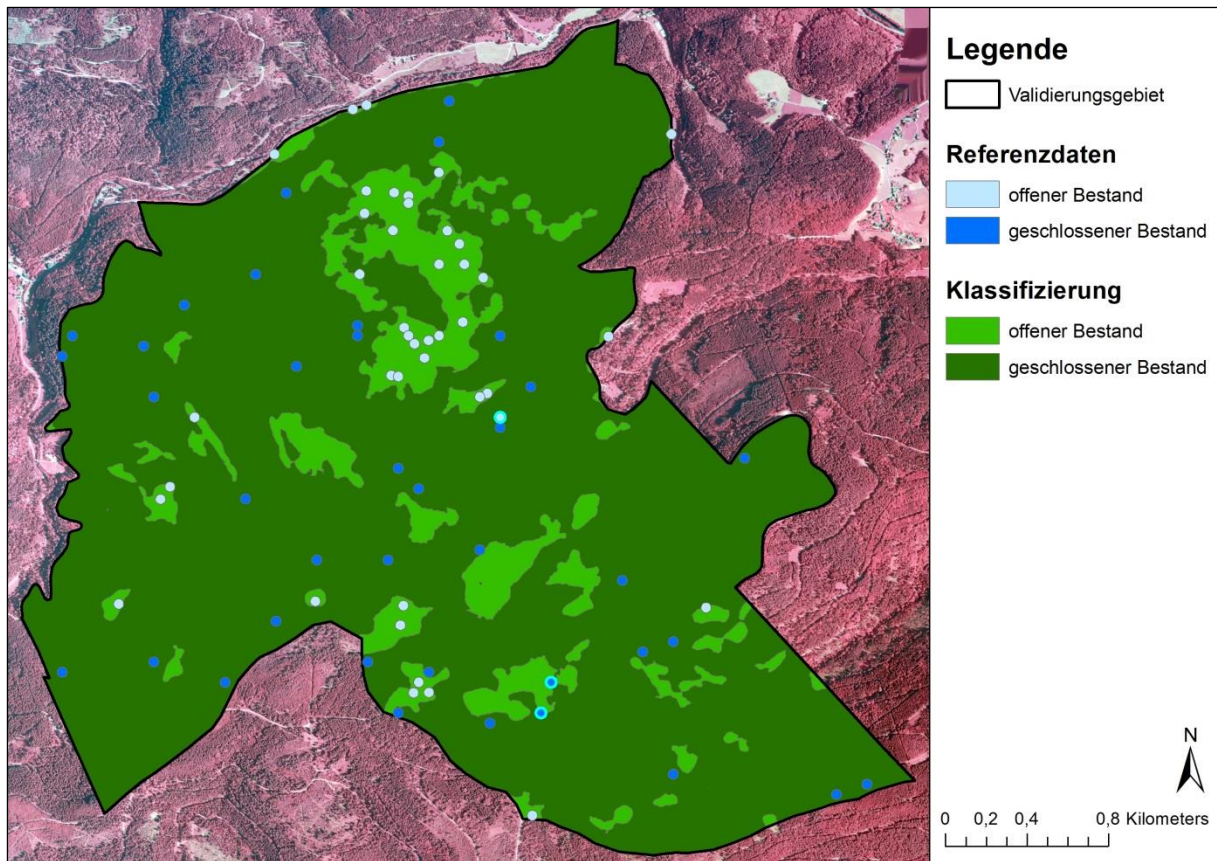 Legende
Validierungsgebiet
Referenzdaten
offener Bestand
geschlossener Bestand
Klassifizierung
offener Bestand
geschlossener Bestand
N
0 0,2 0,4 0,8 Kilometers